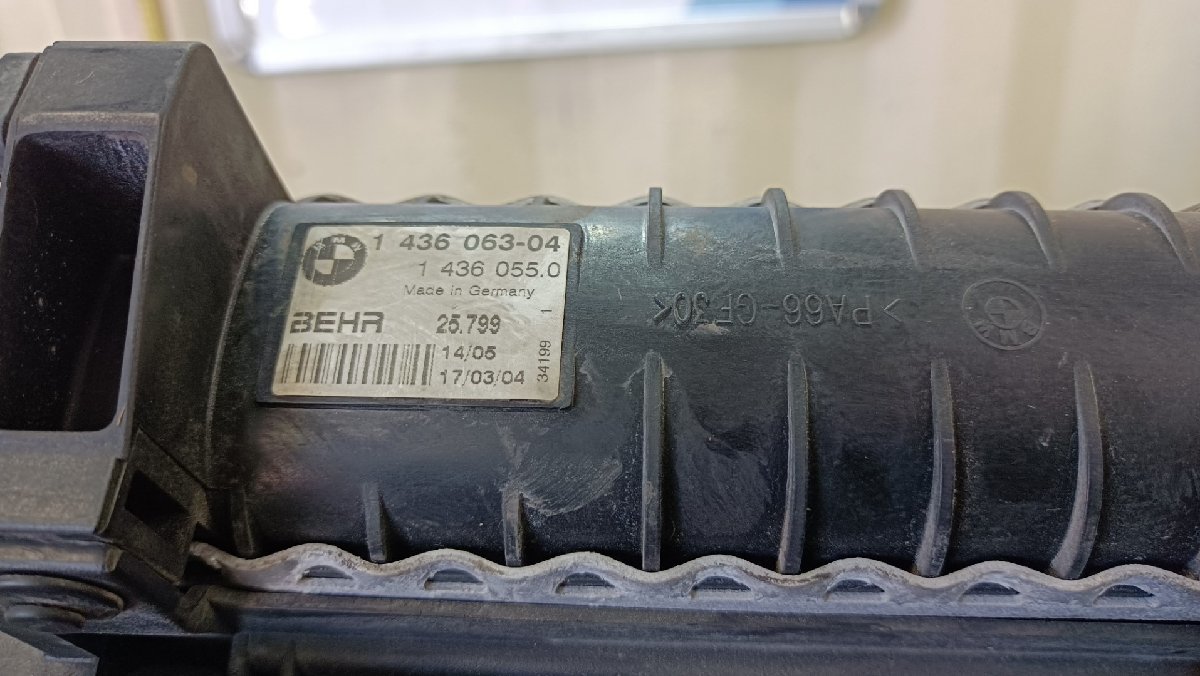 1 436 063-04
1 436 055.0
Made in Germany
BEHR 25.799
14/05
17/03/04
34199 1
>PA66-GF30<
BMW